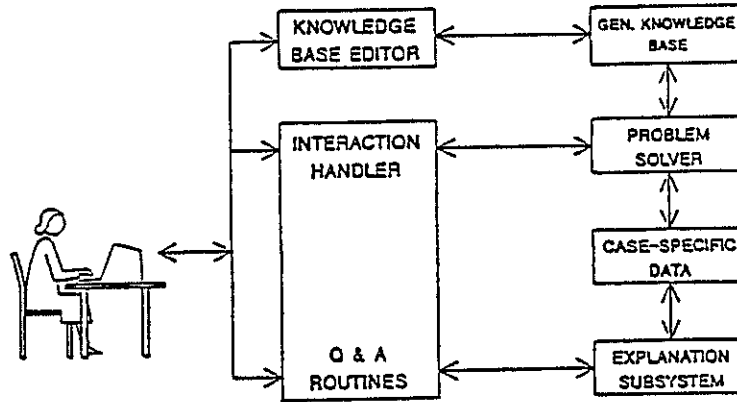 KNOWLEDGE
BASE EDITOR
GEN. KNOWLEDGE
BASE
INTERACTION
HANDLER
PROBLEM
SOLVER
CASE-SPECIFIC
DATA
Q & A
ROUTINES
EXPLANATION
SUBSYSTEM